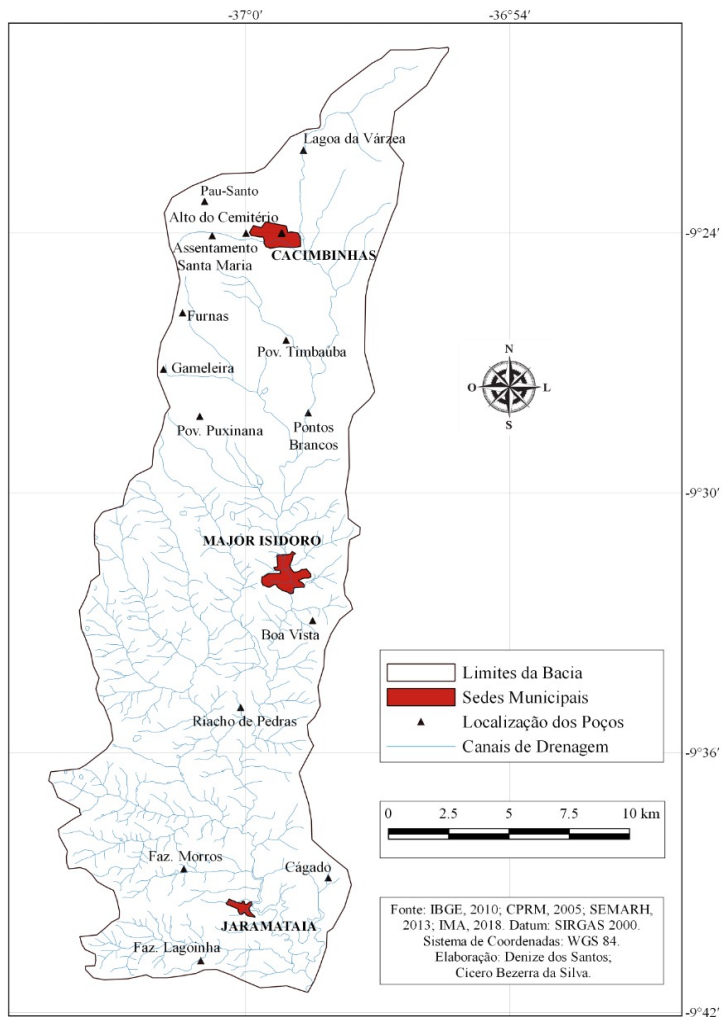 -37°0′
-36°54′
Lagoa da Várzea
Pau-Santo
Alto do Cemitério
-9°24′
Assentamento
Santa Maria
CACIMBINHAS
Furnas
Pov. Timbaúba
Gameleira
N
O
L
S
Pov. Puxinana
Pontos
Brancos
-9°30′
MAJOR ISIDORO
Boa Vista
Limites da Bacia
Sedes Municipais
Localização dos Poços
Canais de Drenagem
Riacho de Pedras
-9°36′
0 2.5 5 7.5 10 km
Faz. Morros
Cágado
JARAMATAIA
Faz. Lagoinha
Fonte: IBGE, 2010; CPRM, 2005; SEMARH,
2013; IMA, 2018. Datum: SIRGAS 2000.
Sistema de Coordenadas: WGS 84.
Elaboração: Denize dos Santos;
Cicero Bezerra da Silva.
-9°42′